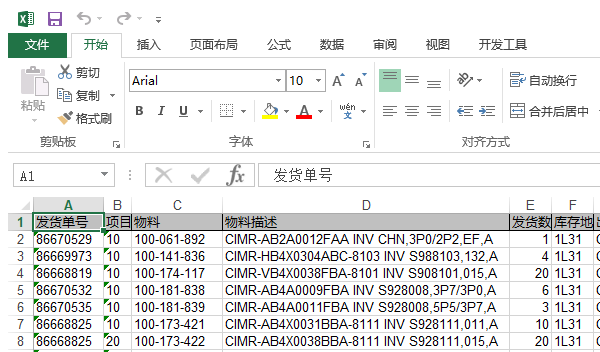 文件 开始 插入 页面布局 公式 数据 审阅 视图 开发工具
剪切
复制
格式刷
粘贴
剪贴板
Arial 10 A A
B I U A wén 文
字体
自动换行
合并后居中
对齐方式
A1 fx 发货单号
A B C D E F
1 发货单号 项目 物料 物料描述 发货数 库存地
2 86670529 10 100-061-892 CIMR-AB2A0012FAA INV CHN,3P0/2P2,EF,A 1 1L31
3 86669973 10 100-141-836 CIMR-HB4X0304ABC-8103 INV S988103,132,A 4 1L31
4 86668819 10 100-174-117 CIMR-VB4X0038FBA-8101 INV S908101,015,A 20 1L31
5 86670532 10 100-181-838 CIMR-AB4A0009FBA INV S928008,3P7/3P0,A 6 1L31
6 86670535 10 100-181-839 CIMR-AB4A0011FBA INV S928008,5P5/3P7,A 3 1L31
7 86668825 10 100-173-421 CIMR-AB4X0031BBA-8111 INV S928111,011,A 10 1L31
8 86668825 20 100-173-422 CIMR-AB4X0038BBA-8111 INV S928111,015,A 20 1L31